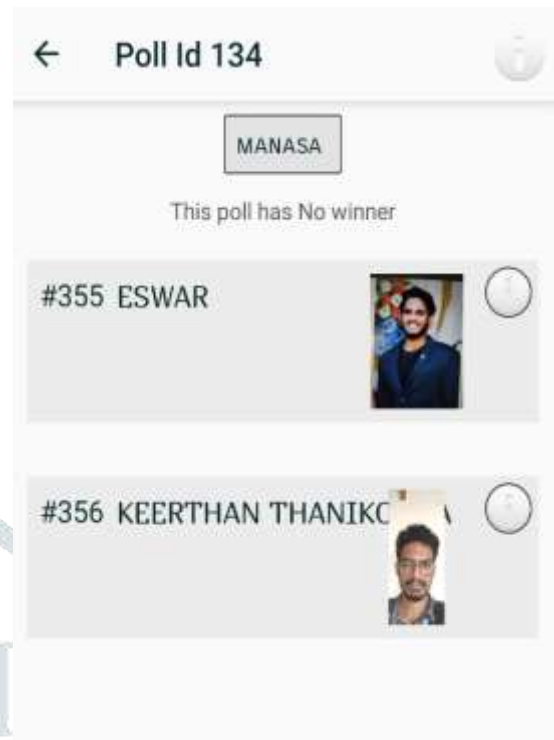 Poll Id 134
MANASA
This poll has No winner
#355 ESWAR
#356 KEERTHAN